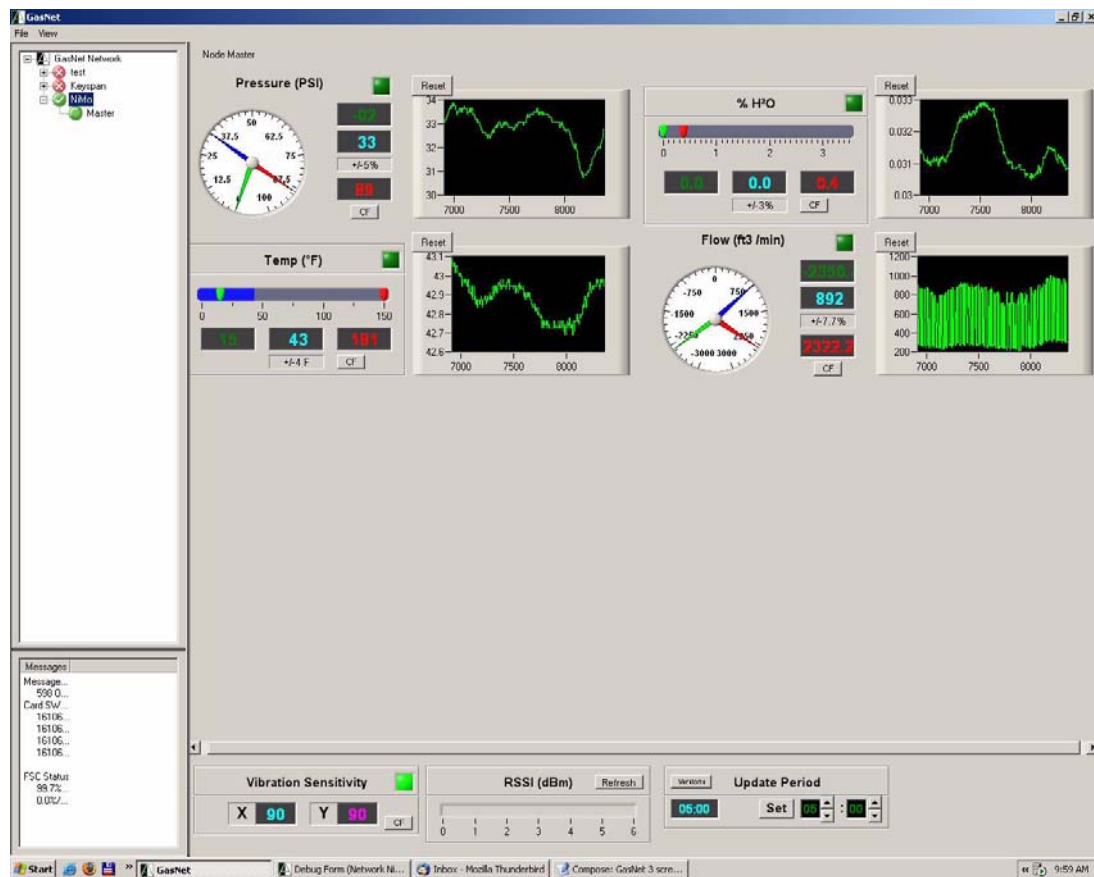 GasNet
File View
GasNet Network
test
Keyspan
NiMo
Master
Node Master
Pressure (PSI)
50
37.5 62.5
25 75
12.5 87.5
0 100
-02
33
+/-5%
89
CF
Reset
34
33
32
31
30
7000 7500 8000
% H²O
0 1 2 3
0.0 0.0 0.4
+/-3% CF
Reset
0.033
0.032
0.031
0.03
7000 7500 8000
Temp (°F)
0 50 100 150
15 43 181
+/-4 F CF
Reset
43.1
43
42.9
42.8
42.7
42.6
7000 7500 8000
Flow (ft3 /min)
0
-750 750
-1500 1500
-2250 2250
-3000 3000
892
+/-7.7%
2322.2
CF
Reset
1200
1000
800
600
400
200
7000 7500 8000
Messages
Message...
598 0...
Card SW...
16106...
16106...
16106...
16106...
FSC Status
99.7%...
0.0%/...
Vibration Sensitivity
X 90 Y 90 CF
RSSI (dBm) Refresh
0 1 2 3 4 5 6
Versions Update Period
05:00 Set 05 : 00
Start » GasNet Debug Form (Network Ni... Inbox - Mozilla Thunderbird Compose: GasNet 3 scre... « 9:59 AM